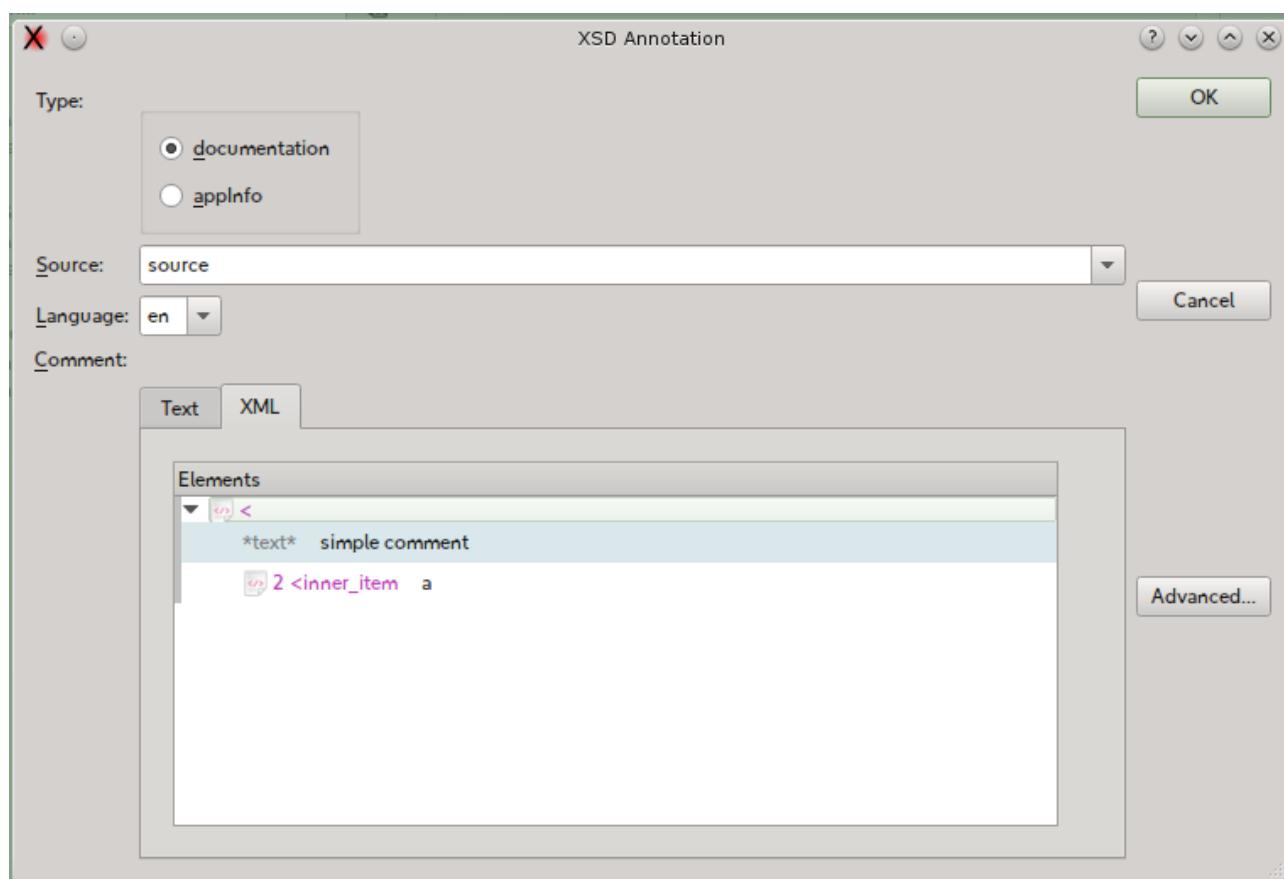 XSD Annotation
Type:
OK
documentation
appInfo
Source:
source
Language:
en
Cancel
Comment:
Text
XML
Elements
<
*text* simple comment
2 <inner_item a
Advanced...